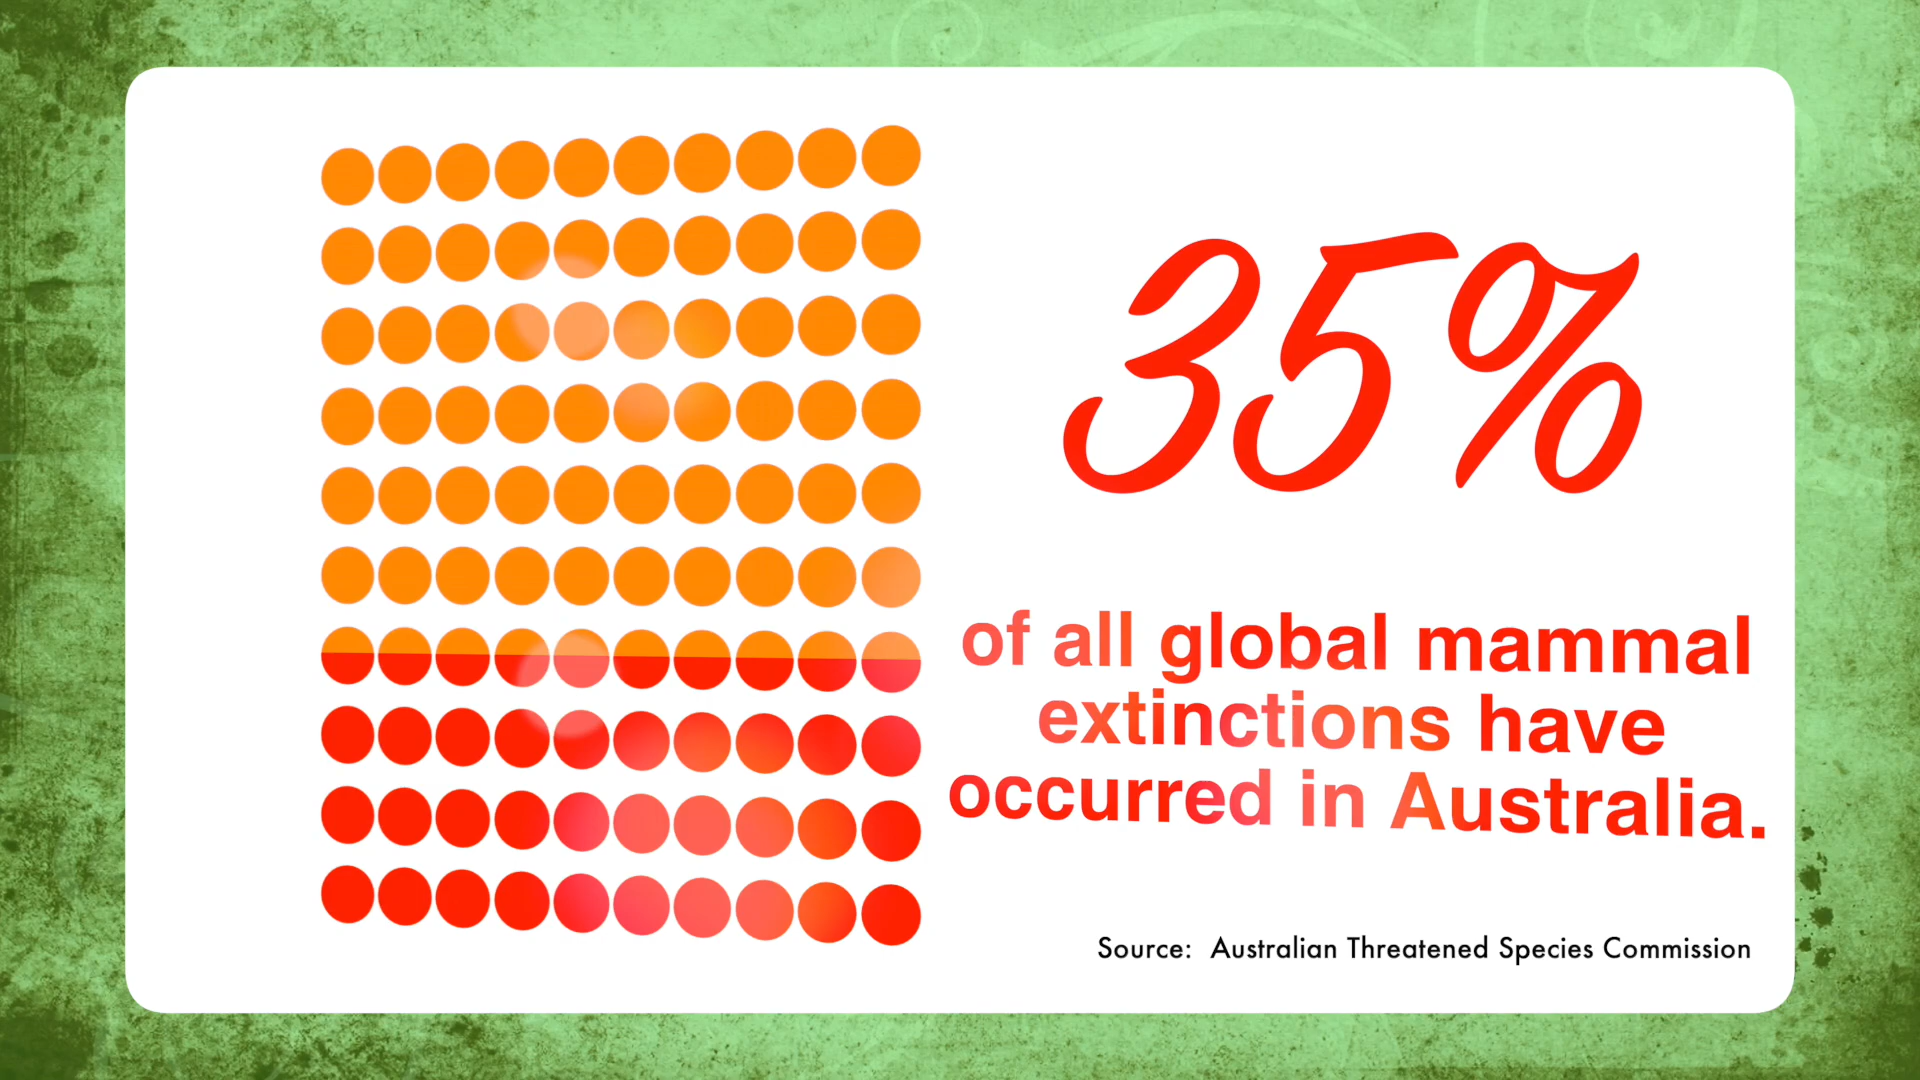 35%
of all global mammal
extinctions have
occurred in Australia.
Source: Australian Threatened Species Commission